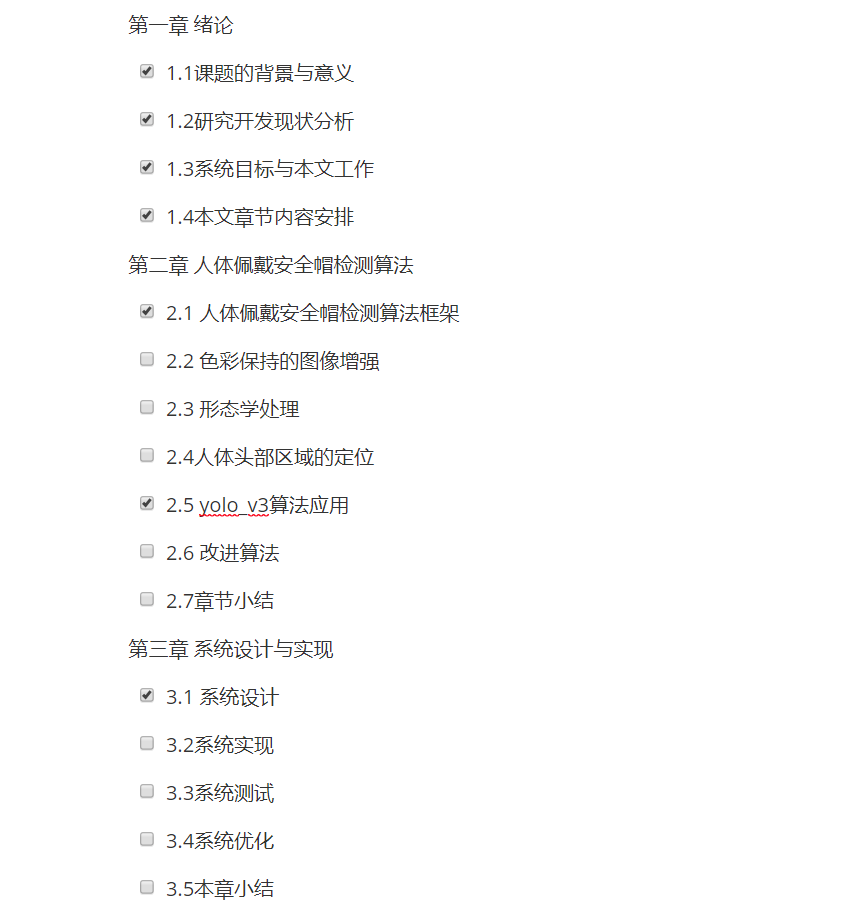 第一章 绪论
1.1课题的背景与意义
1.2研究开发现状分析
1.3系统目标与本文工作
1.4本文章节内容安排
第二章 人体佩戴安全帽检测算法
2.1 人体佩戴安全帽检测算法框架
2.2 色彩保持的图像增强
2.3 形态学处理
2.4人体头部区域的定位
2.5 yolo_v3算法应用
2.6 改进算法
2.7章节小结
第三章 系统设计与实现
3.1 系统设计
3.2系统实现
3.3系统测试
3.4系统优化
3.5本章小结